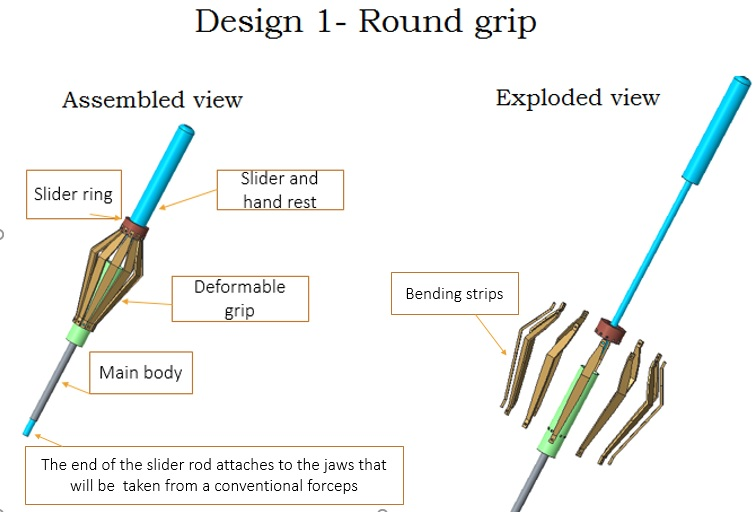 Design 1- Round grip
Assembled view
Exploded view
Slider ring
Slider and
hand rest
Deformable
grip
Bending strips
Main body
The end of the slider rod attaches to the jaws that
will be taken from a conventional forceps